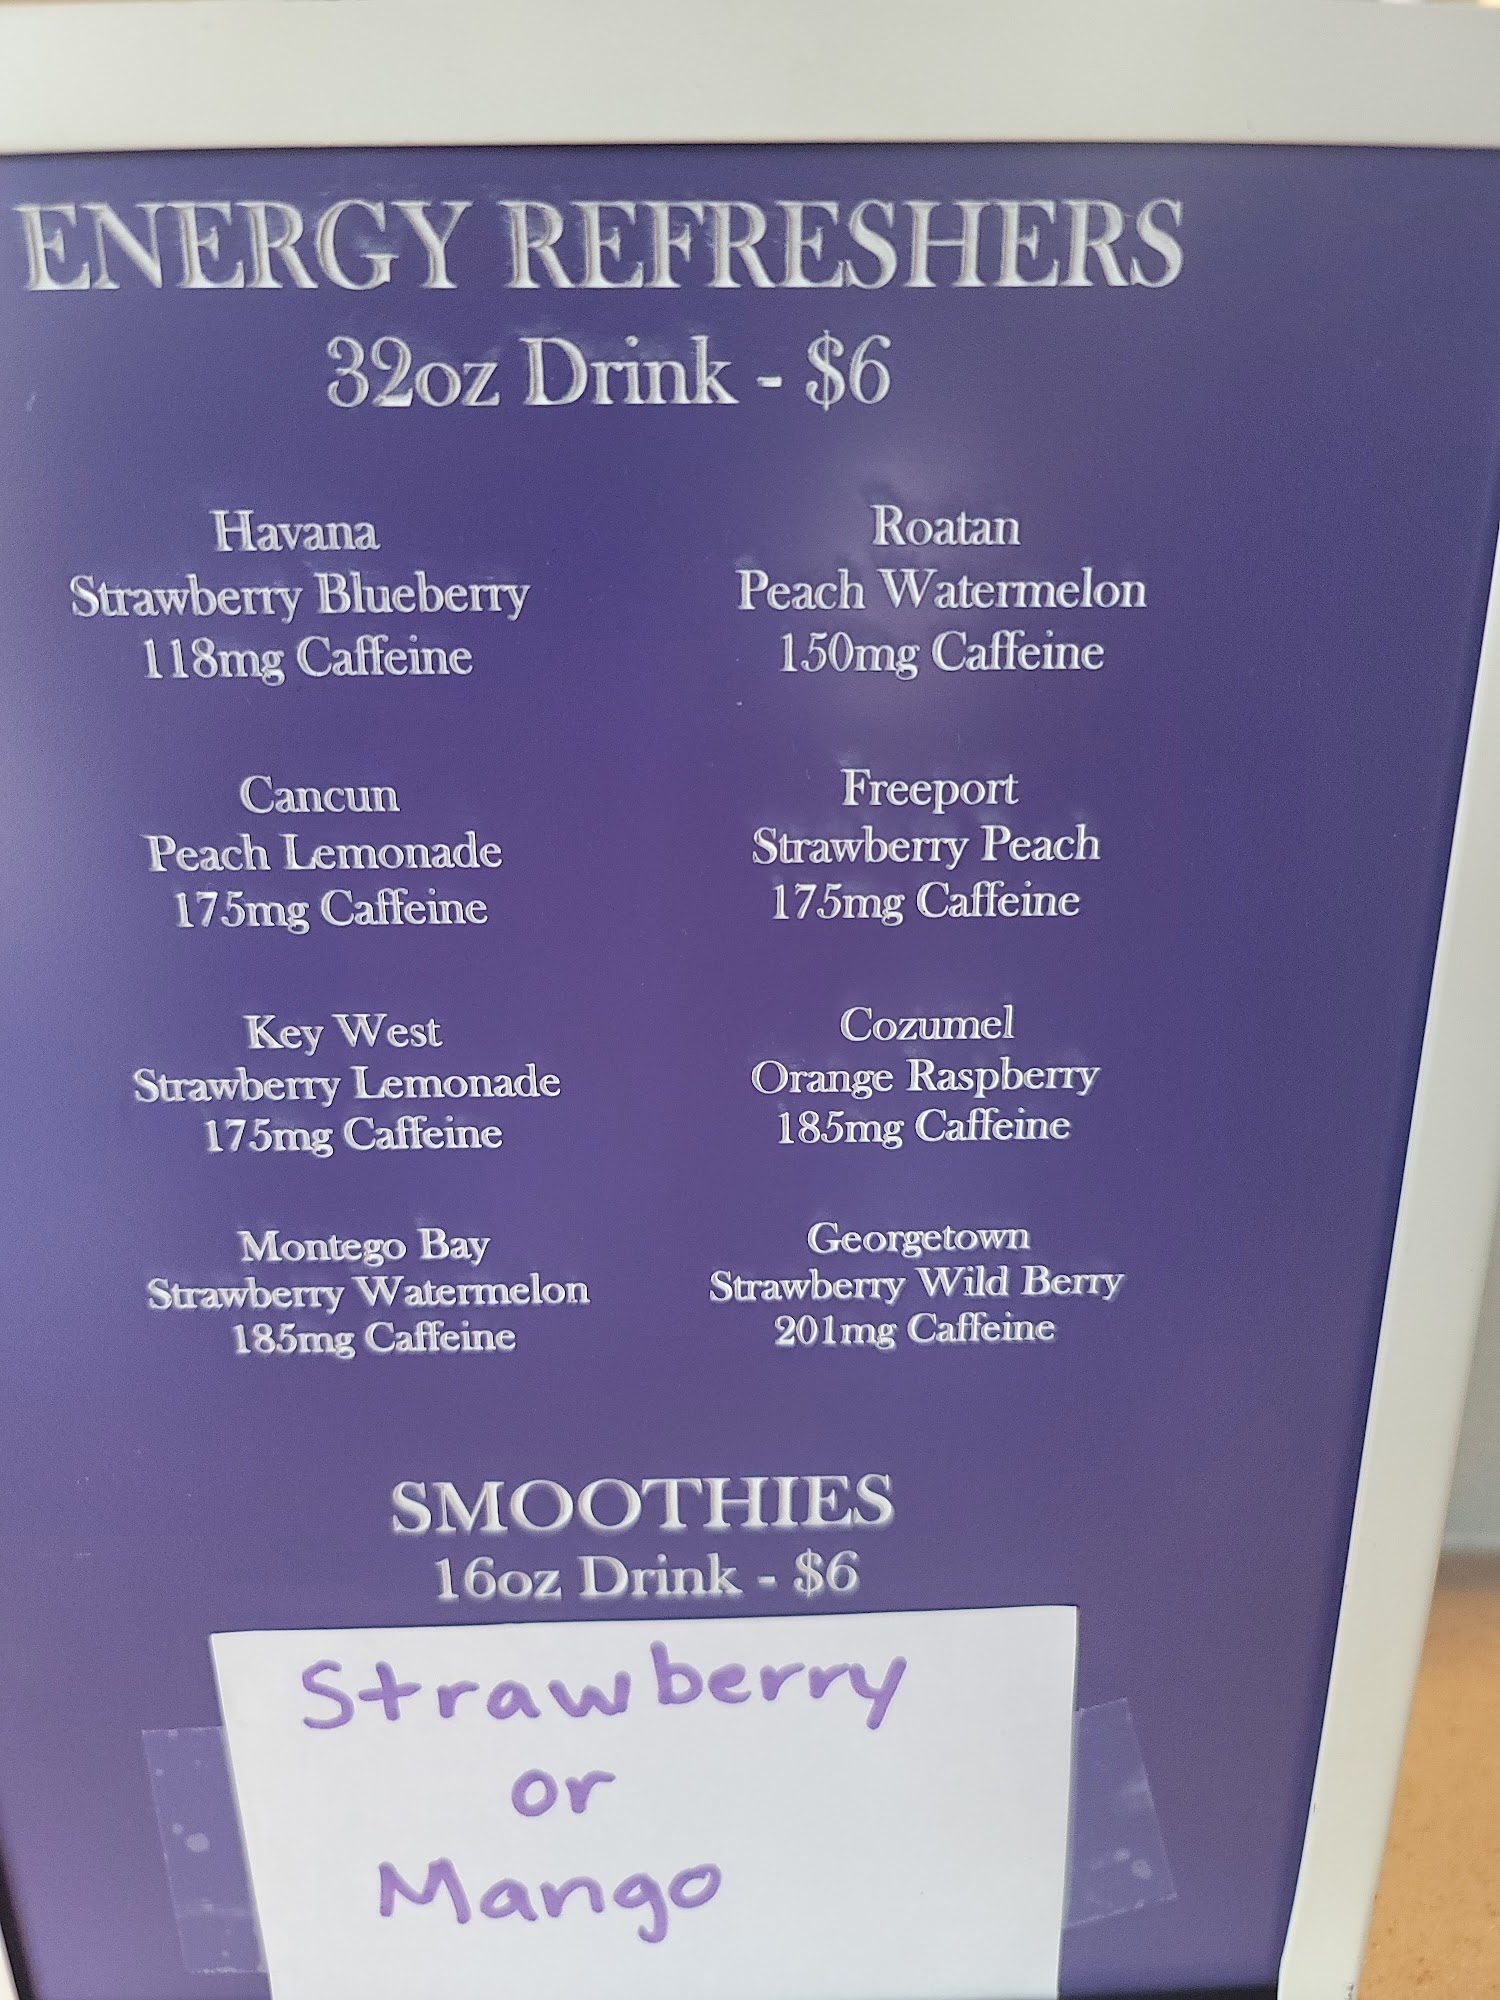 ENERGY REFRESHERS
32oz Drink - $6
Havana
Strawberry Blueberry
118mg Caffeine
Roatan
Peach Watermelon
150mg Caffeine
Cancun
Peach Lemonade
175mg Caffeine
Freeport
Strawberry Peach
175mg Caffeine
Key West
Strawberry Lemonade
175mg Caffeine
Cozumel
Orange Raspberry
185mg Caffeine
Montego Bay
Strawberry Watermelon
185mg Caffeine
Georgetown
Strawberry Wild Berry
201mg Caffeine
SMOOTHIES
16oz Drink - $6
Strawberry
or
Mango